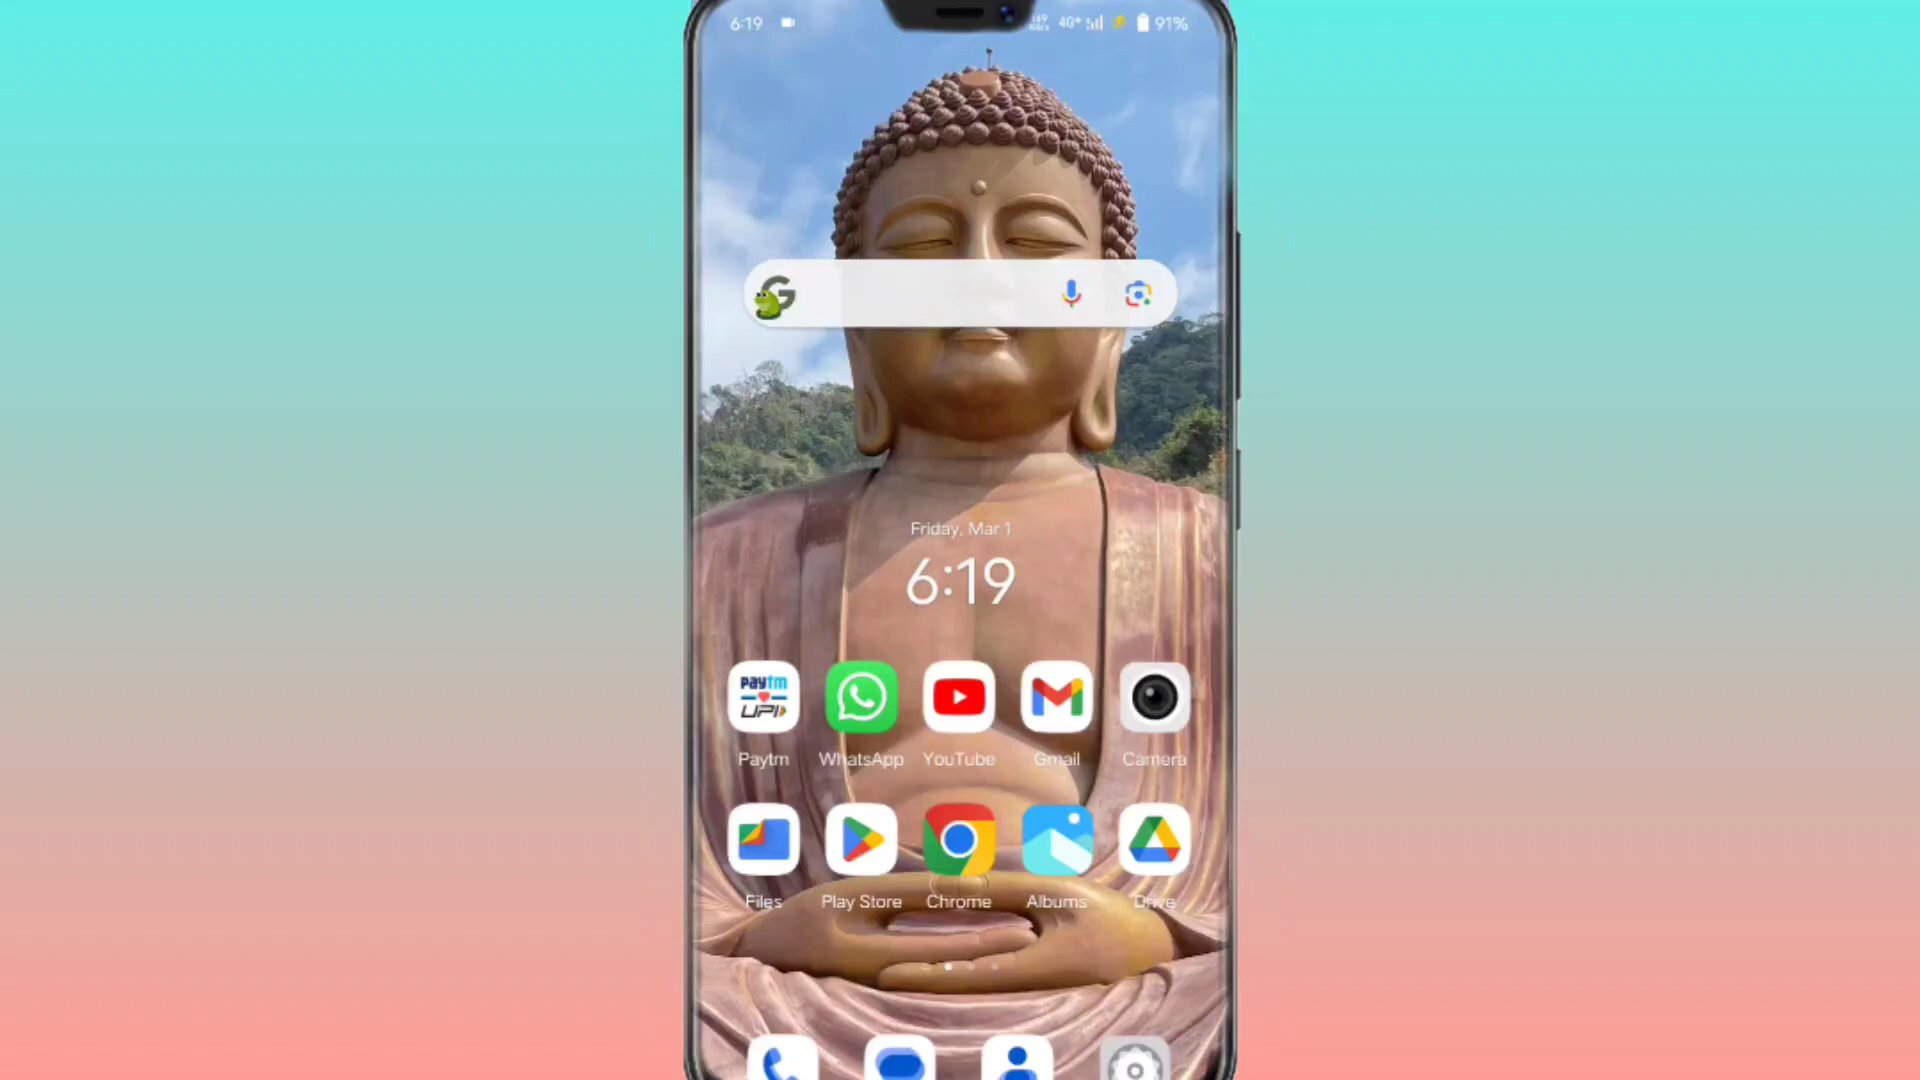 6:19 4G+ 91%
Friday, Mar 1
6:19
paytm
UPI
Paytm WhatsApp YouTube Gmail Camera
Files Play Store Chrome Albums Drive